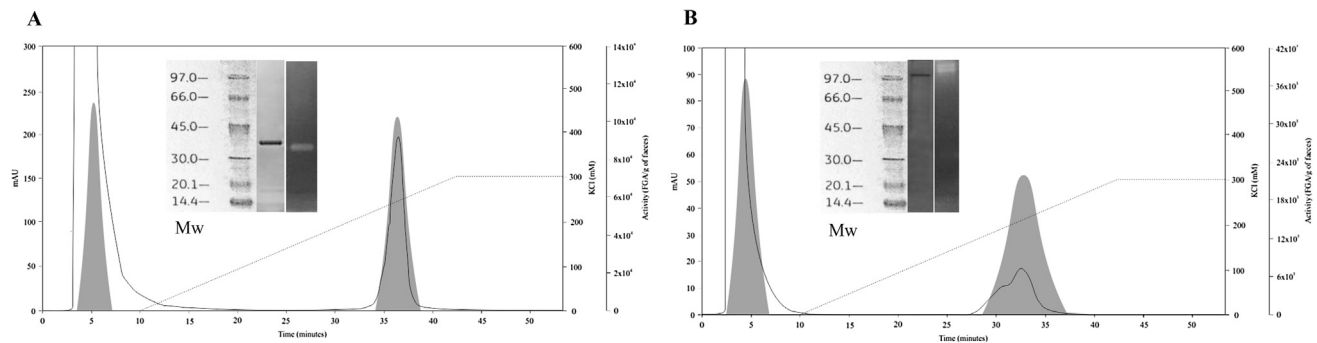 A
300
250
200
150
100
50
0
mAU
97.0
66.0
45.0
30.0
20.1
14.4
Mw
0 5 10 15 20 25 30 35 40 45 50
Time (minutes)
600
500
400
300
200
100
0
KCl (mM)
14x10⁴
12x10⁴
10x10⁴
8x10⁴
6x10⁴
4x10⁴
2x10⁴
Activity (FGA/g of faeces)
B
100
90
80
70
60
50
40
30
20
10
0
mAU
97.0
66.0
45.0
30.0
20.1
14.4
Mw
0 5 10 15 20 25 30 35 40 45 50
Time (minutes)
600
500
400
300
200
100
0
KCl (mM)
42x10³
36x10³
30x10³
18x10³
12x10³
6x10³
Activity (FGA/g of faeces)